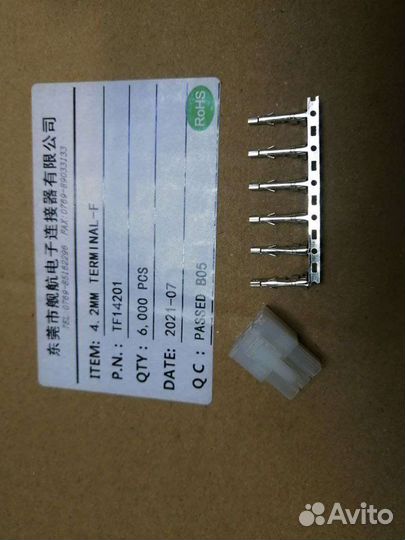 东莞市舰航电子连接器有限公司
TEL:0769-85162296 FAX:0769-89033133
ITEM: 4.2MM TERMINAL-F
P.N.: TF14201
QTY: 6,000 PCS
DATE: 2021-07
QC: PASSED B05
RoHS
Avito